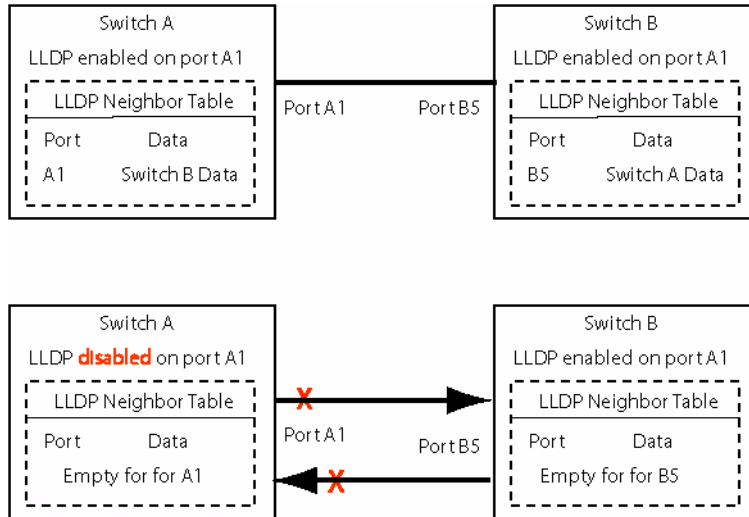 Switch A
LLDP enabled on port A1
LLDP Neighbor Table
Port Data
A1 Switch B Data
Port A1
Port B5
Switch B
LLDP enabled on port A1
LLDP Neighbor Table
Port Data
B5 Switch A Data
Switch A
LLDP disabled on port A1
LLDP Neighbor Table
Port Data
Empty for for A1
X
Port A1
Port B5
X
Switch B
LLDP enabled on port A1
LLDP Neighbor Table
Port Data
Empty for for B5